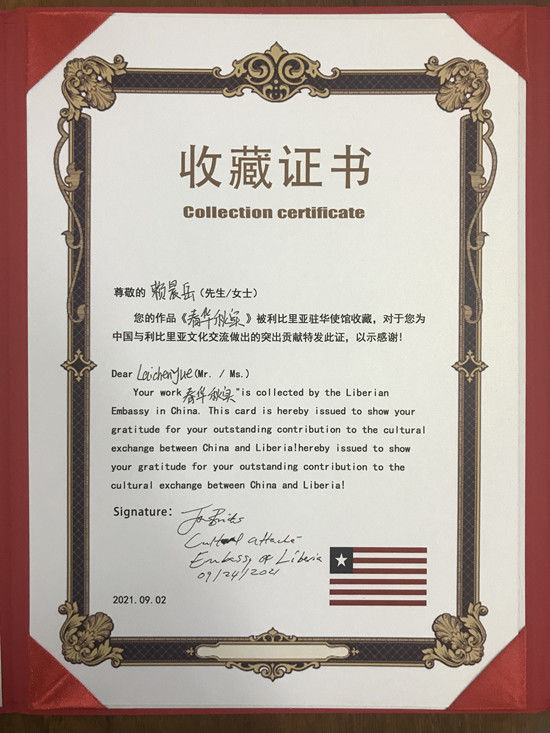 收藏证书
Collection certificate
尊敬的 赖晨岳（先生/女士）
您的作品《春华秋实》被利比里亚驻华使馆收藏，对于您为
中国与利比里亚文化交流做出的突出贡献特发此证，以示感谢！
Dear Laichenyue(Mr. / Ms.)
Your work 春华秋实"is collected by the Liberian
Embassy in China. This card is hereby issued to show your
gratitude for your outstanding contribution to the cultural
exchange between China and Liberia!hereby issued to show
your gratitude for your outstanding contribution to the
cultural exchange between China and Liberia!
Signature:
Cultural attache
Embassy of Liberia
09/24/2021
2021.09.02